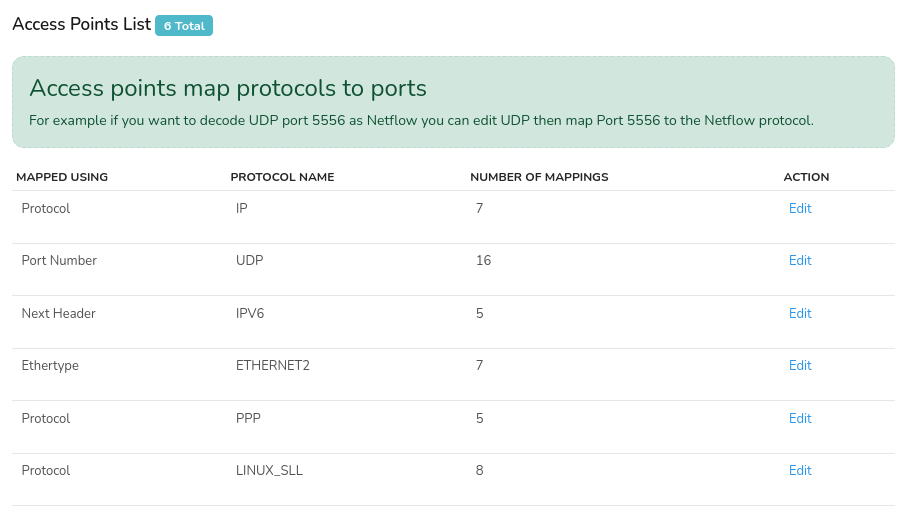 Access Points List 6 Total
Access points map protocols to ports
For example if you want to decode UDP port 5556 as Netflow you can edit UDP then map Port 5556 to the Netflow protocol.
MAPPED USING PROTOCOL NAME NUMBER OF MAPPINGS ACTION
Protocol IP 7 Edit
Port Number UDP 16 Edit
Next Header IPV6 5 Edit
Ethertype ETHERNET2 7 Edit
Protocol PPP 5 Edit
Protocol LINUX_SLL 8 Edit